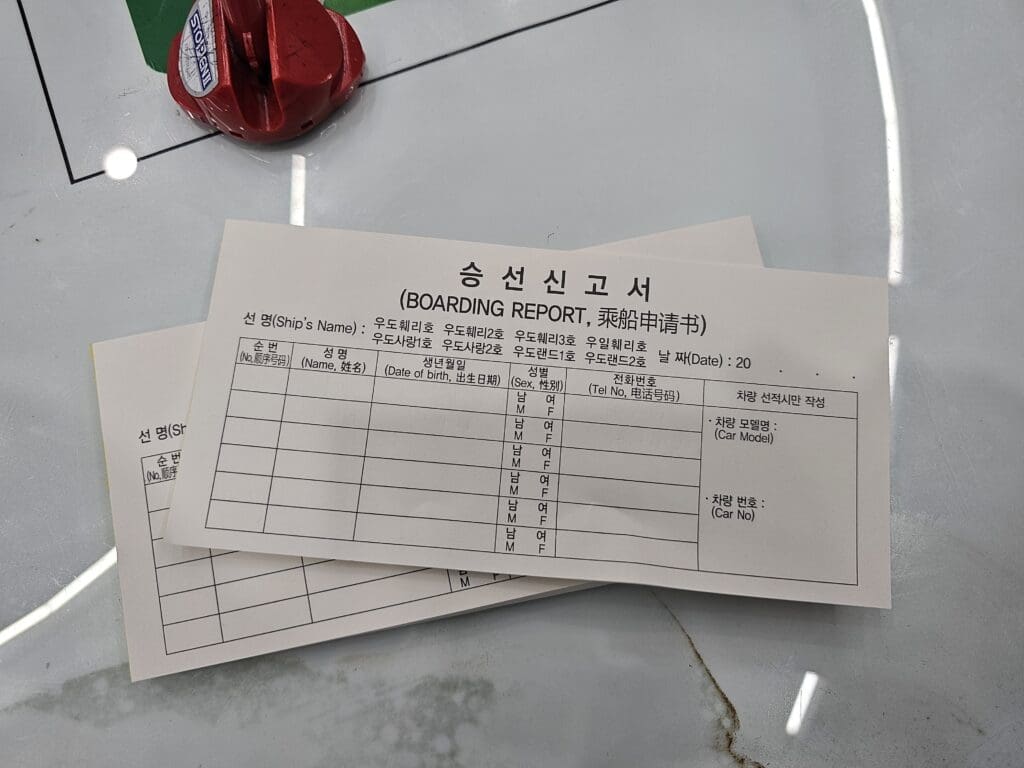 승 선 신 고 서
(BOARDING REPORT, 乘船申请书)
선 명(Ship's Name) : 우도훼리호 우도훼리2호 우도훼리3호 우일훼리호
우도사랑1호 우도사랑2호 우도랜드1호 우도랜드2호 날 짜(Date) : 20 . . .
순 번 성 명 생년월일 성별 전화번호 차량 선적시만 작성
(No,顺序号码) (Name, 姓名) (Date of birth, 出生日期) (Sex, 性別) (Tel No, 电话号码)
남 여
M F
남 여
M F
남 여
M F
남 여
M F
남 여
M F
남 여
M F
· 차량 모델명 :
(Car Model)
· 차량 번호 :
(Car No)
선 명(Sh
순 번
(No,顺序
M